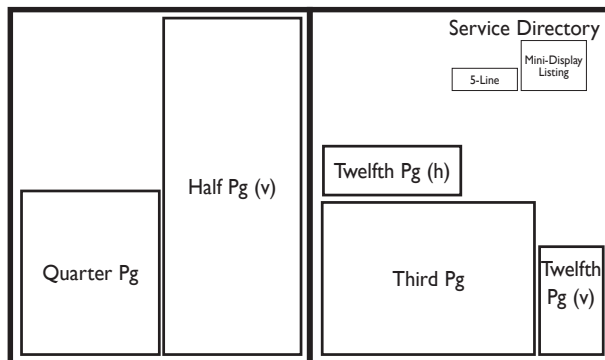 Half Pg (v)
Quarter Pg
Service Directory
Mini-Display
Listing
5-Line
Twelfth Pg (h)
Third Pg
Twelfth
Pg (v)